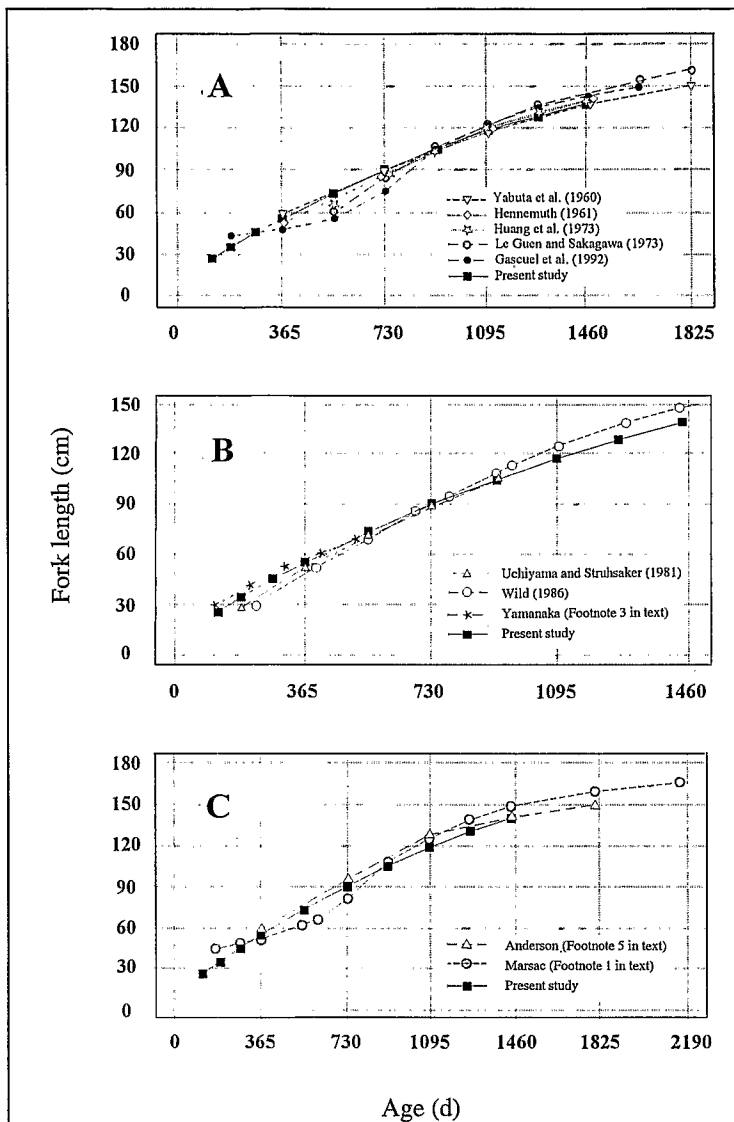 Fork length (cm)
A
180
150
120
90
60
30
0
Yabuta et al. (1960)
Hennemuth (1961)
Huang et al. (1973)
Le Guen and Sakagawa (1973)
Gascuel et al. (1992)
Present study
0 365 730 1095 1460 1825
B
150
120
90
60
30
0
Uchiyama and Struhsaker (1981)
Wild (1986)
Yamanaka (Footnote 3 in text)
Present study
0 365 730 1095 1460
C
180
150
120
90
60
30
0
Anderson (Footnote 5 in text)
Marsac (Footnote 1 in text)
Present study
0 365 730 1095 1460 1825 2190
Age (d)